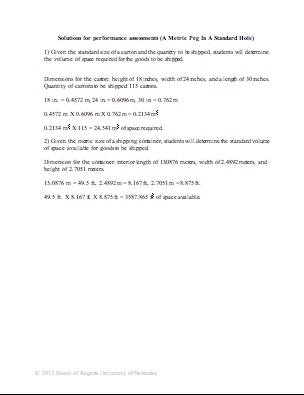 Solutions for performance assessments (A Metric Peg In A Standard Hole)
1) Given the standard size of a carton and the quantity to be shipped, students will determine
the volume of space required for the goods to be shipped.
Dimensions for the carton: height of 18 inches, width of 24 inches, and a length of 30 inches.
Quantity of cartons to be shipped 115 cartons.
18 in. = 0.4572 m, 24 in = 0.6096 m, 30 in = 0.762 m
0.4572 m X 0.6096 m X 0.762 m = 0.2134 m³
0.2134 m³ X 115 = 24.541 m³ of space required.
2) Given the metric size of a shipping container, students will determine the standard volume
of space available for goods to be shipped.
Dimension for the container: interior length of 15.0876 meters, width of 2.4892 meters, and
height of 2.7051 meters.
15.0876 m = 49.5 ft, 2.4892 m = 8.167 ft, 2.7051 m = 8.875 ft.
49.5 ft. X 8.167 ft X 8.875 ft = 3587.865 ft³ of space available.
© 2012 Board of Regents University of Nebraska